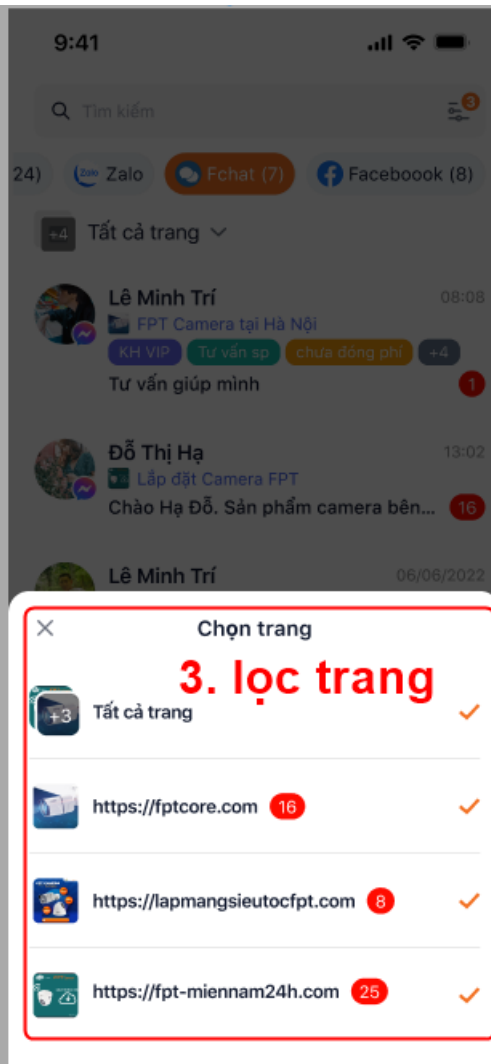 9:41
Tìm kiếm
3
24)
Zalo Zalo
Fchat (7)
Faceboook (8)
+4 Tất cả trang
Lê Minh Trí 08:08
FPT Camera tại Hà Nội
KH VIP Tư vấn sp chưa đóng phí +4
Tư vấn giúp mình 1
Đỗ Thị Hạ 13:02
Lắp đặt Camera FPT
Chào Hạ Đỗ. Sản phẩm camera bên... 16
Lê Minh Trí 06/06/2022
Chọn trang
3. lọc trang
+3 Tất cả trang
https://fptcore.com 16
https://lapmangsieutocfpt.com 8
https://fpt-miennam24h.com 25